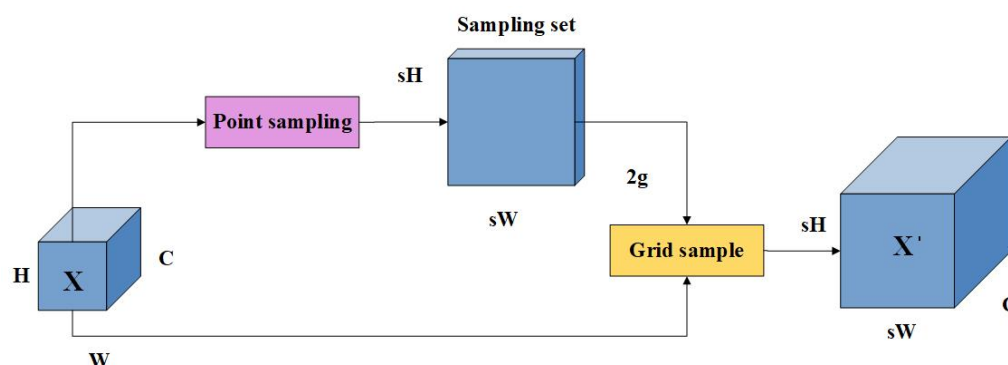 Sampling set
sH
Point sampling
2g
sW
sH
Grid sample
X'
H
X
C
W
sW